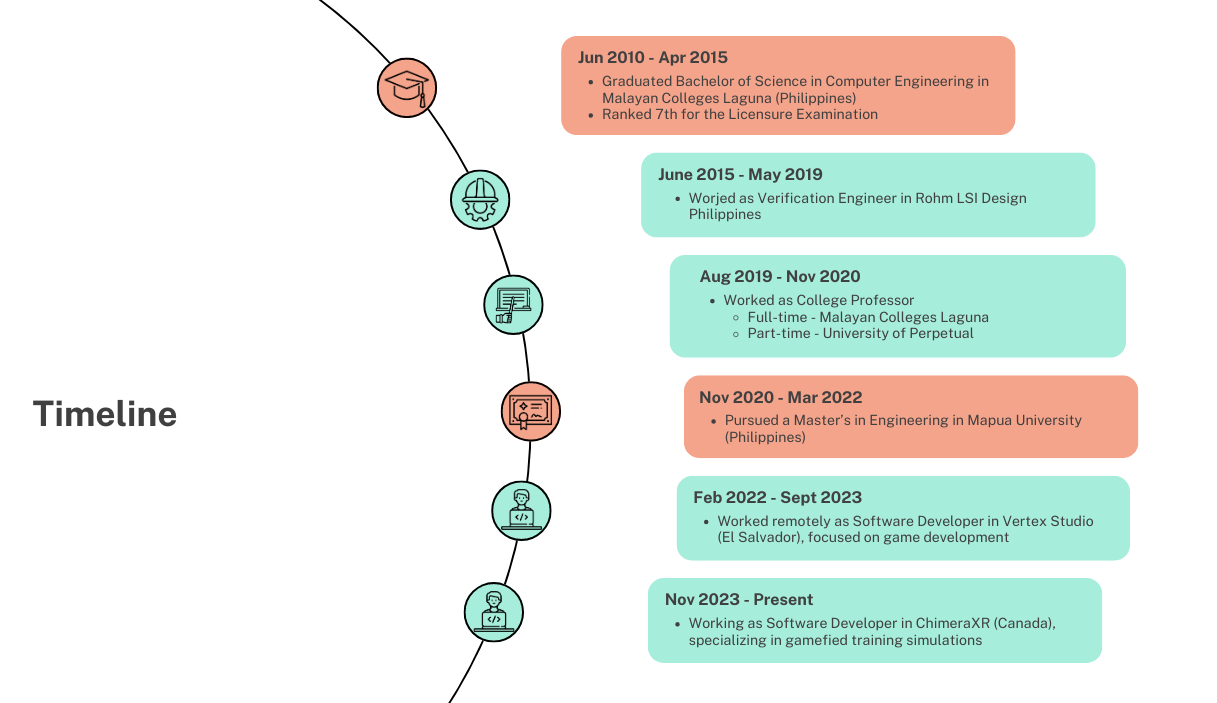 Timeline
Jun 2010 - Apr 2015
Graduated Bachelor of Science in Computer Engineering in
Malayan Colleges Laguna (Philippines)
Ranked 7th for the Licensure Examination
June 2015 - May 2019
Worjed as Verification Engineer in Rohm LSI Design
Philippines
Aug 2019 - Nov 2020
Worked as College Professor
Full-time - Malayan Colleges Laguna
Part-time - University of Perpetual
Nov 2020 - Mar 2022
Pursued a Master's in Engineering in Mapua University
(Philippines)
Feb 2022 - Sept 2023
Worked remotely as Software Developer in Vertex Studio
(El Salvador), focused on game development
Nov 2023 - Present
Working as Software Developer in ChimeraXR (Canada),
specializing in gamefied training simulations